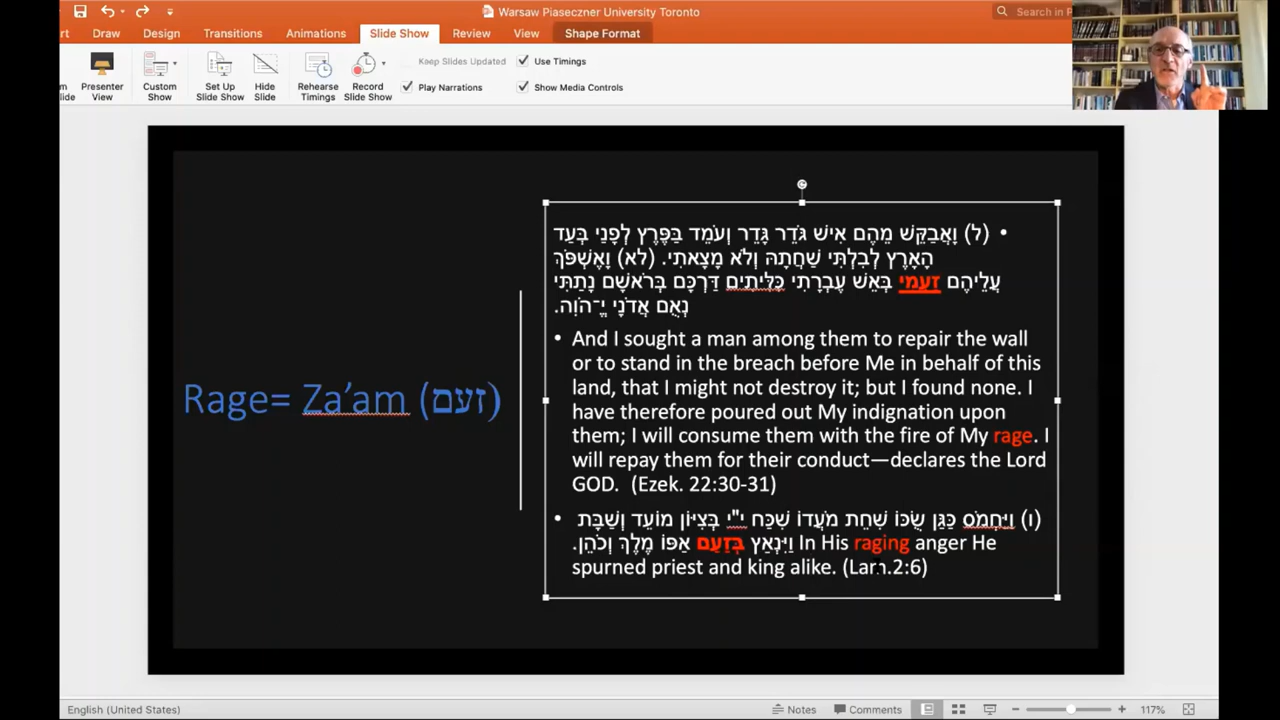 Warsaw Piaseczner University Toronto
Search in P
rt Draw Design Transitions Animations Slide Show Review View Shape Format
Keep Slides Updated Use Timings
Play Narrations Show Media Controls
m Presenter Custom Set Up Hide Rehearse Record
lide View Show Slide Show Slide Timings Slide Show
Rage= Za’am (זעם)
• (ל) וָאֲבַקֵּשׁ מֵהֶם אִישׁ גֹּדֵר גָּדֵר וְעֹמֵד בַּפֶּרֶץ לְפָנַי בְּעַד
הָאָרֶץ לְבִלְתִּי שַׁחֲתָהּ וְלֹא מָצָאתִי. (לא) וָאֶשְׁפֹּךְ
עֲלֵיהֶם זַעְמִי בְּאֵשׁ עֶבְרָתִי כִּלִּיתִים דַּרְכָּם בְּרֹאשָׁם נָתַתִּי
נְאֻם אֲדֹנָי יֱ־הֹוִה.
• And I sought a man among them to repair the wall
or to stand in the breach before Me in behalf of this
land, that I might not destroy it; but I found none. I
have therefore poured out My indignation upon
them; I will consume them with the fire of My rage. I
will repay them for their conduct—declares the Lord
GOD. (Ezek. 22:30-31)
• (ו) וַיַּחְמֹס כַּגַּן שֻׂכּוֹ שִׁחֵת מֹעֲדוֹ שִׁכַּח י"י בְּצִיּוֹן מוֹעֵד וְשַׁבָּת
וַיִּנְאַץ בְּזַעַם אַפּוֹ מֶלֶךְ וְכֹהֵן. In His raging anger He
spurned priest and king alike. (Lam.2:6)
English (United States) Notes Comments 117%